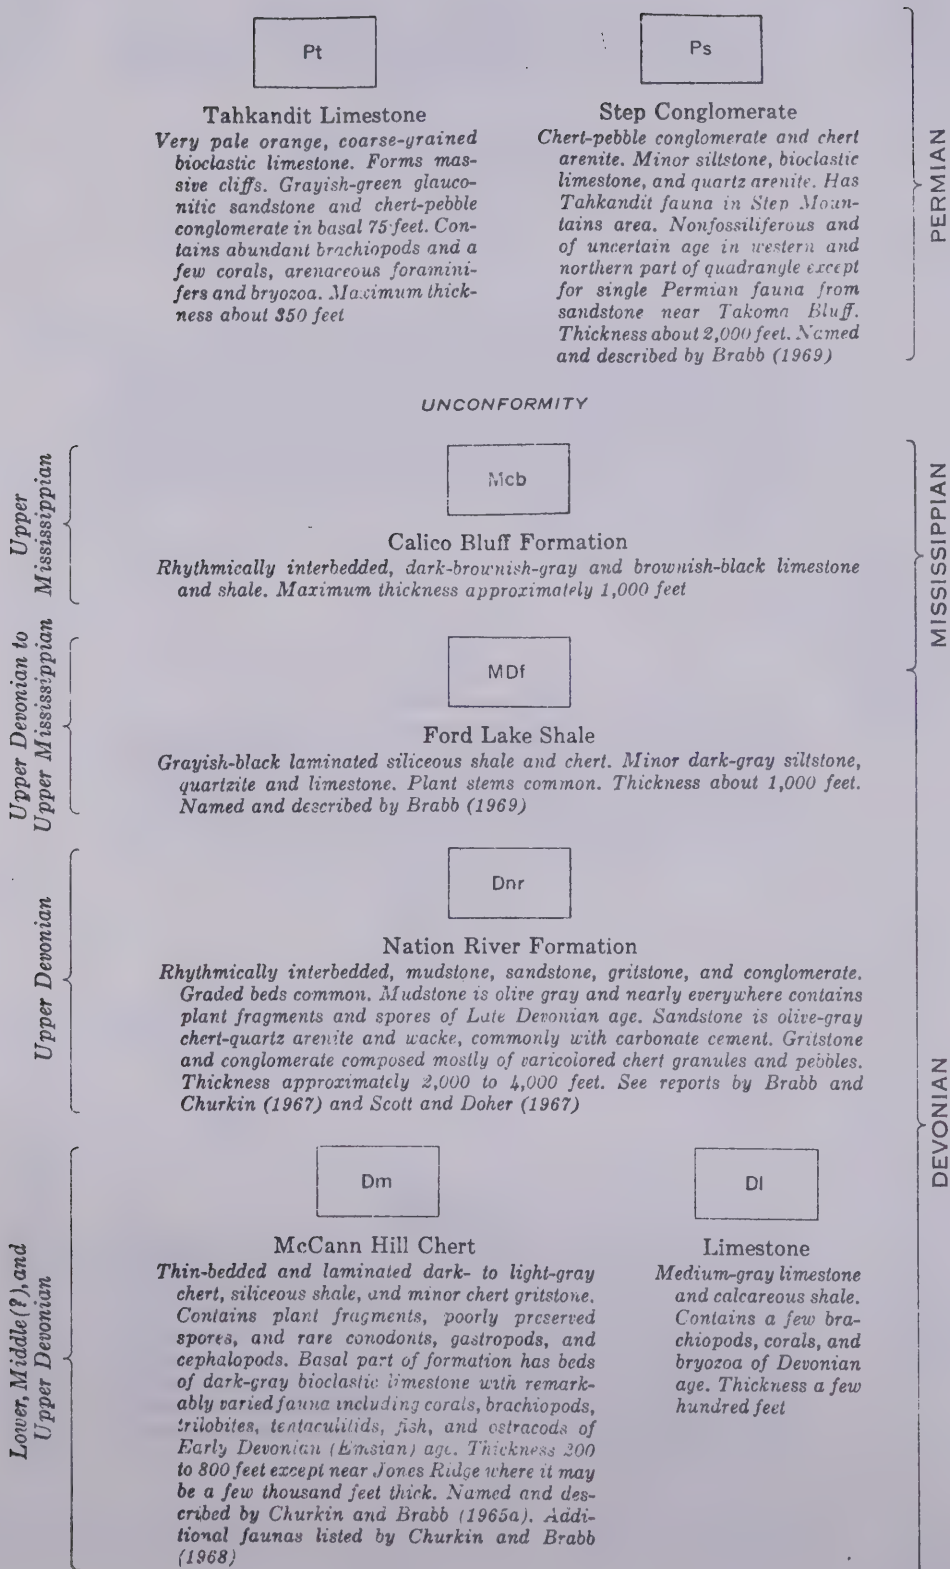 Pt
Tahkandit Limestone
Very pale orange, coarse-grained
bioclastic limestone. Forms mas-
sive cliffs. Grayish-green glauco-
nitic sandstone and chert-pebble
conglomerate in basal 75 feet. Con-
tains abundant brachiopods and a
few corals, arenaceous foramini-
fers and bryozoa. Maximum thick-
ness about 350 feet
Ps
Step Conglomerate
Chert-pebble conglomerate and chert
arenite. Minor siltstone, bioclastic
limestone, and quartz arenite. Has
Tahkandit fauna in Step Moun-
tains area. Nonfossiliferous and
of uncertain age in western and
northern part of quadrangle except
for single Permian fauna from
sandstone near Takoma Bluff.
Thickness about 2,000 feet. Named
and described by Brabb (1969)
PERMIAN
UNCONFORMITY
Upper
Mississippian
Mcb
Calico Bluff Formation
Rhythmically interbedded, dark-brownish-gray and brownish-black limestone
and shale. Maximum thickness approximately 1,000 feet
MISSISSIPPIAN
Upper Devonian to
Upper Mississippian
MDf
Ford Lake Shale
Grayish-black laminated siliceous shale and chert. Minor dark-gray siltstone,
quartzite and limestone. Plant stems common. Thickness about 1,000 feet.
Named and described by Brabb (1969)
Upper Devonian
Dnr
Nation River Formation
Rhythmically interbedded, mudstone, sandstone, gritstone, and conglomerate.
Graded beds common. Mudstone is olive gray and nearly everywhere contains
plant fragments and spores of Late Devonian age. Sandstone is olive-gray
chert-quartz arenite and wacke, commonly with carbonate cement. Gritstone
and conglomerate composed mostly of varicolored chert granules and pebbles.
Thickness approximately 2,000 to 4,000 feet. See reports by Brabb and
Churkin (1967) and Scott and Doher (1967)
DEVONIAN
Lower, Middle(?), and
Upper Devonian
Dm
McCann Hill Chert
Thin-bedded and laminated dark- to light-gray
chert, siliceous shale, and minor chert gritstone.
Contains plant fragments, poorly preserved
spores, and rare conodonts, gastropods, and
cephalopods. Basal part of formation has beds
of dark-gray bioclastic limestone with remark-
ably varied fauna including corals, brachiopods,
trilobites, tentaculitids, fish, and ostracods of
Early Devonian (Emsian) age. Thickness 200
to 800 feet except near Jones Ridge where it may
be a few thousand feet thick. Named and des-
cribed by Churkin and Brabb (1965a). Addi-
tional faunas listed by Churkin and Brabb
(1968)
Dl
Limestone
Medium-gray limestone
and calcareous shale.
Contains a few bra-
chiopods, corals, and
bryozoa of Devonian
age. Thickness a few
hundred feet